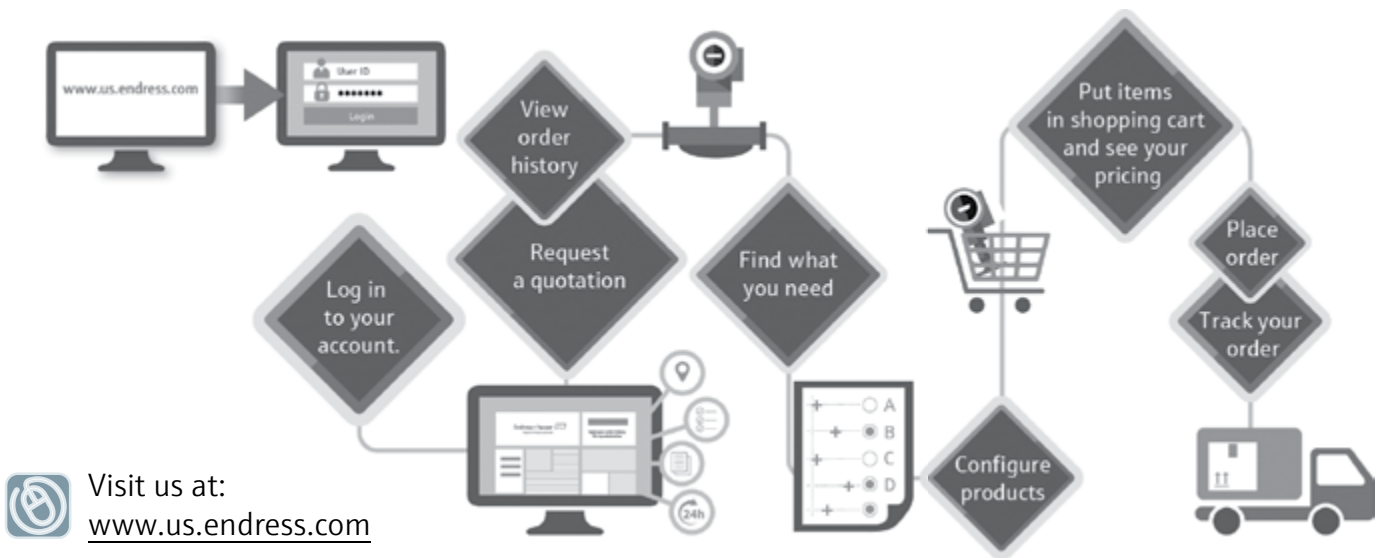 www.us.endress.com
User ID
Login
View
order
history
Request
a quotation
Log in
to your
account.
24h
Find what
you need
A
B
C
D
Configure
products
Put items
in shopping cart
and see your
pricing
Place
order
Track your
order
Visit us at:
www.us.endress.com